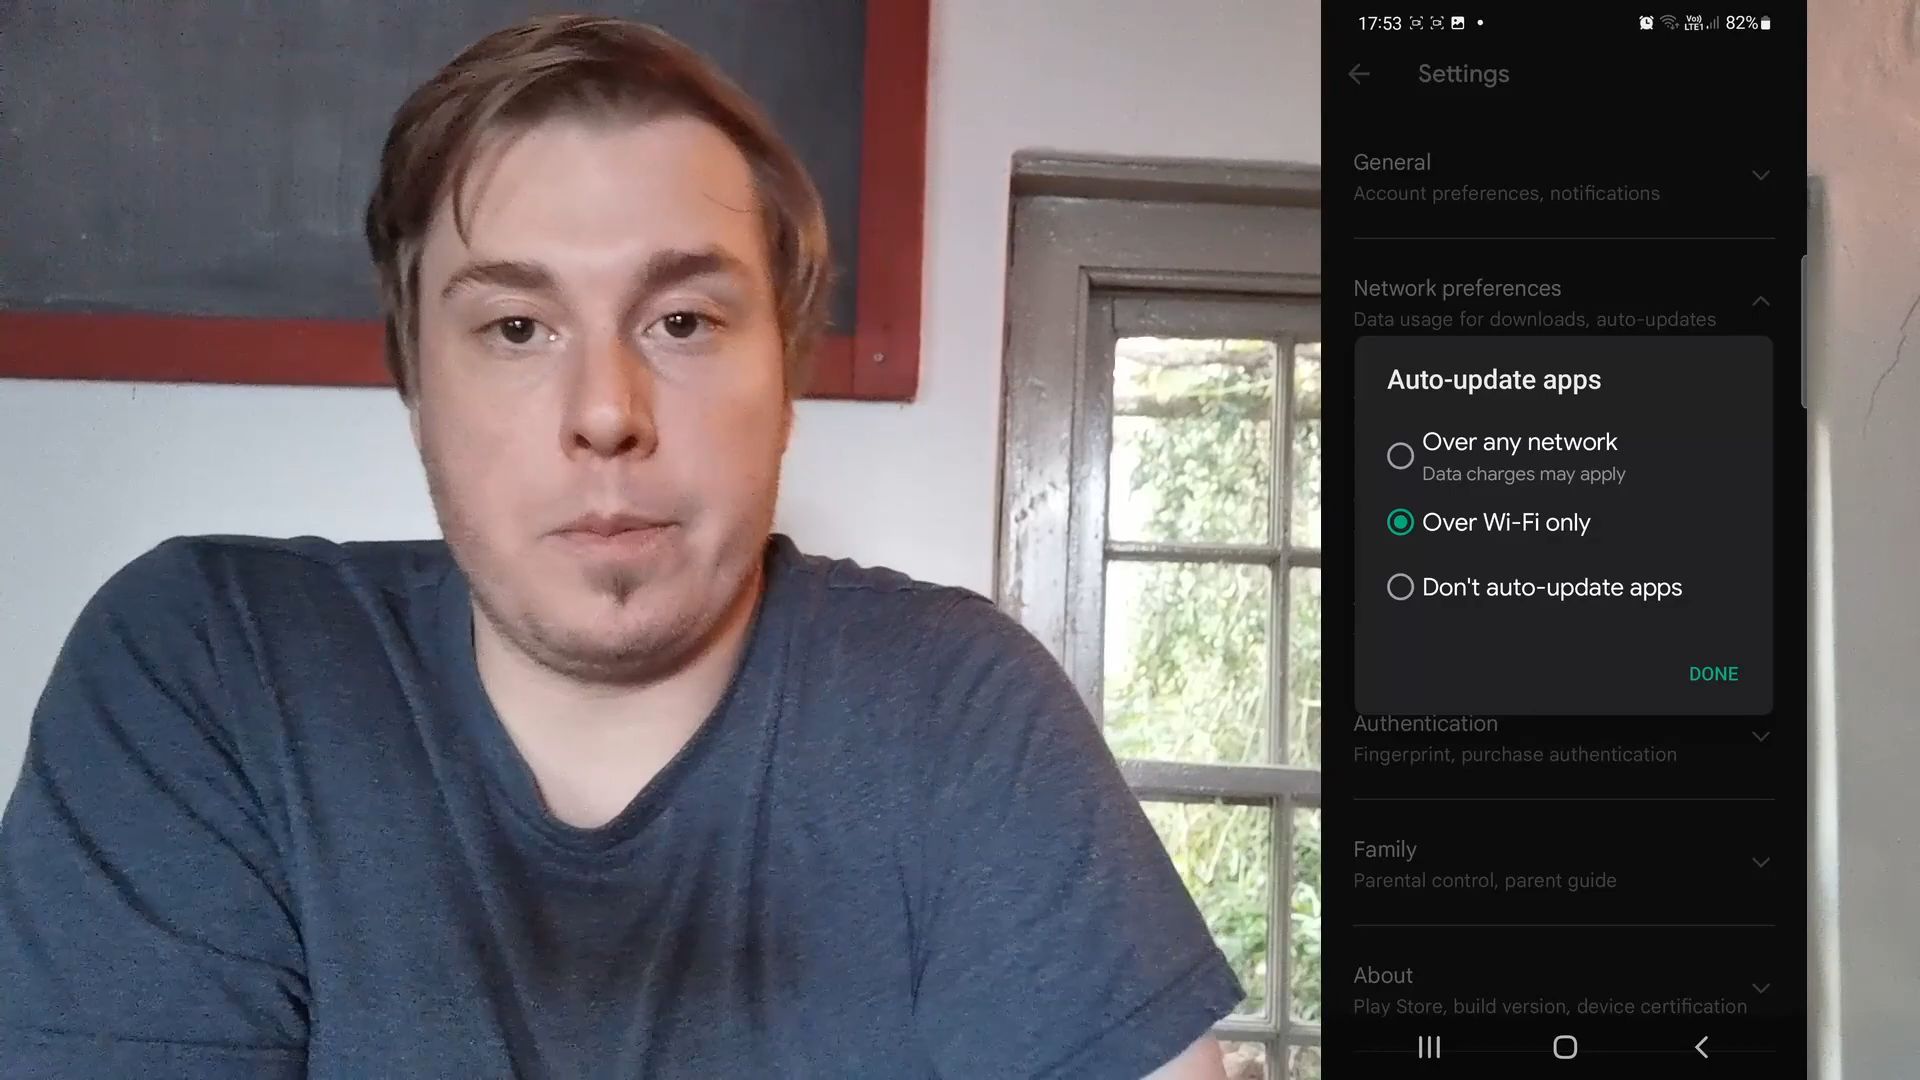 17:53 Vo)) LTE1 82%
Settings
General
Account preferences, notifications
Network preferences
Data usage for downloads, auto-updates
Auto-update apps
Over any network
Data charges may apply
Over Wi-Fi only
Don't auto-update apps
DONE
Authentication
Fingerprint, purchase authentication
Family
Parental control, parent guide
About
Play Store, build version, device certification